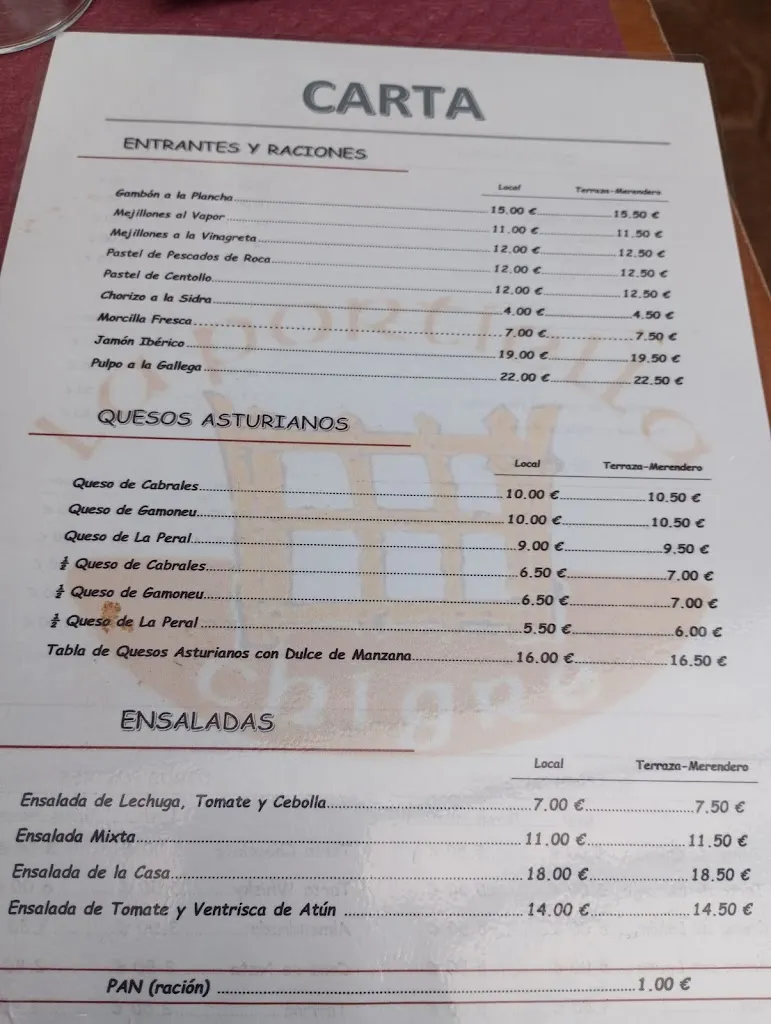 CARTA
ENTRANTES Y RACIONES
Local Terraza-Merendero
Gambón a la Plancha 15.00 € 15.50 €
Mejillones al Vapor 11.00 € 11.50 €
Mejillones a la Vinagreta 12.00 € 12.50 €
Pastel de Pescados de Roca 12.00 € 12.50 €
Pastel de Centollo 12.00 € 12.50 €
Chorizo a la Sidra 4.00 € 4.50 €
Morcilla Fresca 7.00 € 7.50 €
Jamón Ibérico 19.00 € 19.50 €
Pulpo a la Gallega 22.00 € 22.50 €
QUESOS ASTURIANOS
Local Terraza-Merendero
Queso de Cabrales 10.00 € 10.50 €
Queso de Gamoneu 10.00 € 10.50 €
Queso de La Peral 9.00 € 9.50 €
½ Queso de Cabrales 6.50 € 7.00 €
½ Queso de Gamoneu 6.50 € 7.00 €
½ Queso de La Peral 5.50 € 6.00 €
Tabla de Quesos Asturianos con Dulce de Manzana 16.00 € 16.50 €
ENSALADAS
Local Terraza-Merendero
Ensalada de Lechuga, Tomate y Cebolla 7.00 € 7.50 €
Ensalada Mixta 11.00 € 11.50 €
Ensalada de la Casa 18.00 € 18.50 €
Ensalada de Tomate y Ventrisca de Atún 14.00 € 14.50 €
PAN (ración) 1.00 €
La portiella
chigre